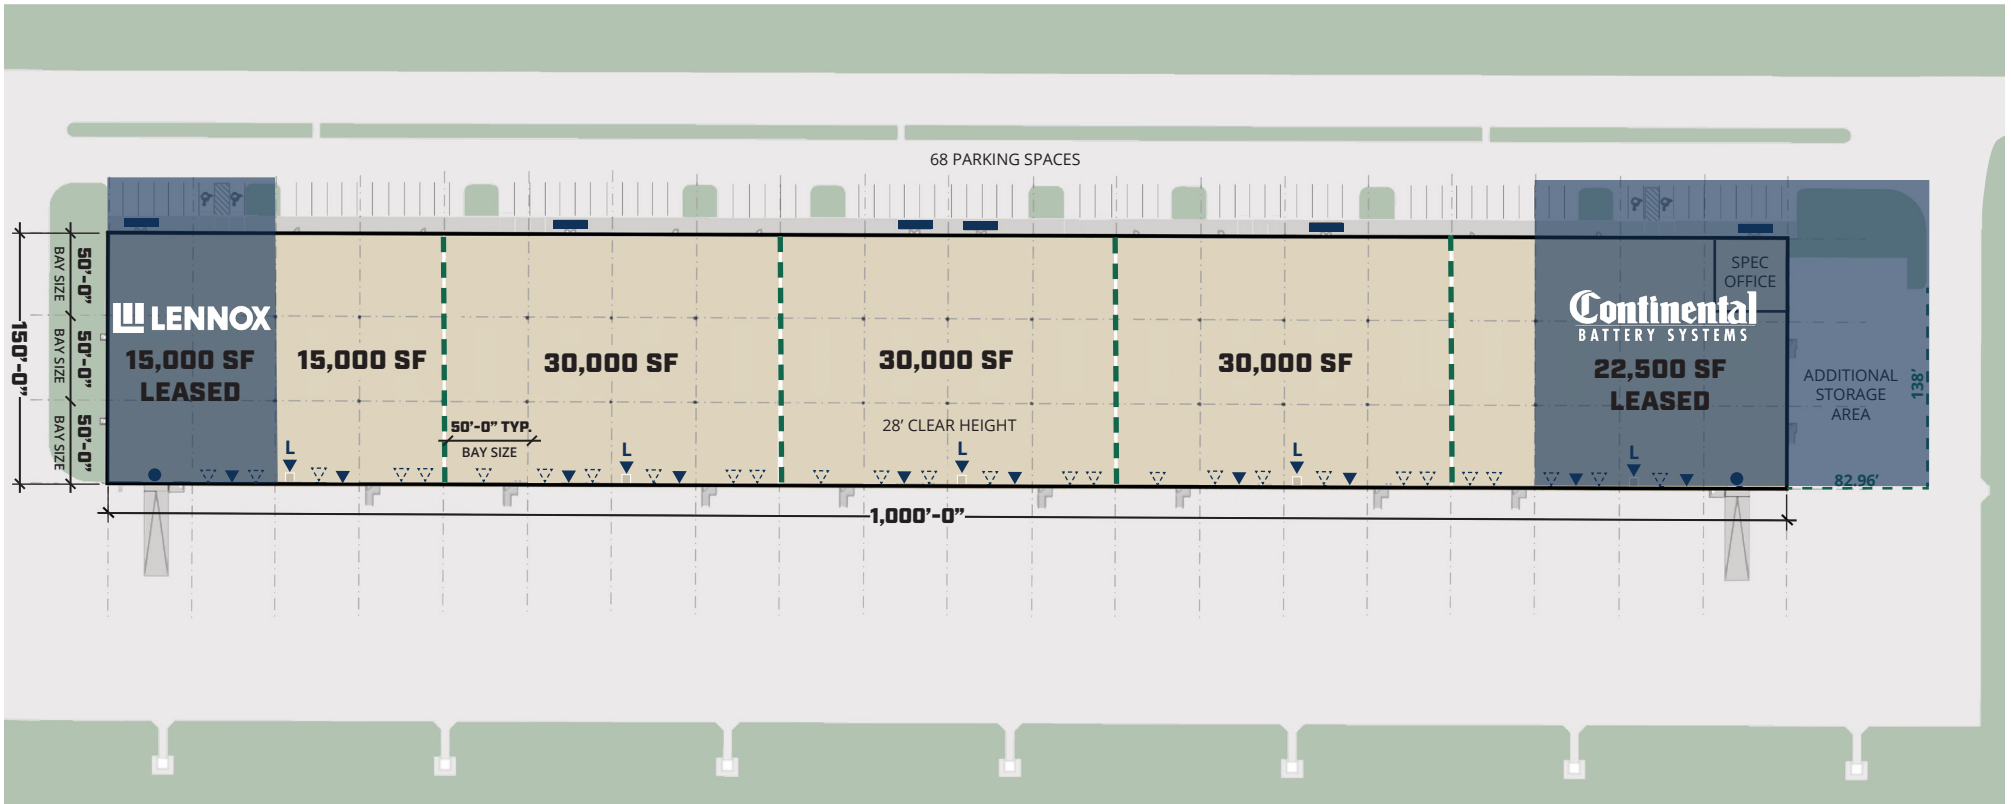 68 PARKING SPACES
150'-0”
50'-0”
BAY SIZE
50'-0”
BAY SIZE
50'-0”
BAY SIZE
LENNOX
15,000 SF
LEASED
15,000 SF
30,000 SF
30,000 SF
30,000 SF
SPEC
OFFICE
Continental
BATTERY SYSTEMS
22,500 SF
LEASED
ADDITIONAL
STORAGE
AREA
138'
82.96'
50'-0” TYP.
BAY SIZE
28' CLEAR HEIGHT
L
L
L
L
L
1,000'-0”